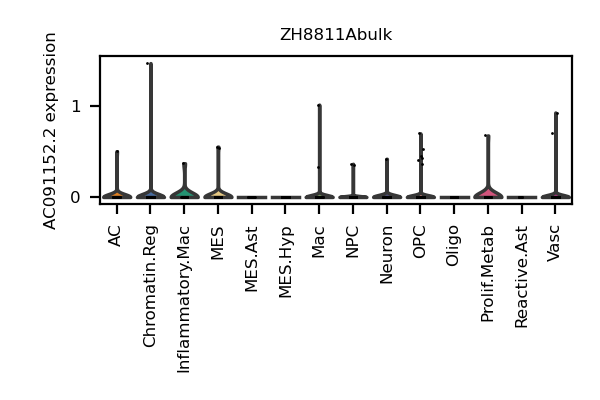 ZH8811Abulk
AC091152.2 expression
1
0
AC
Chromatin.Reg
Inflammatory.Mac
MES
MES.Ast
MES.Hyp
Mac
NPC
Neuron
OPC
Oligo
Prolif.Metab
Reactive.Ast
Vasc